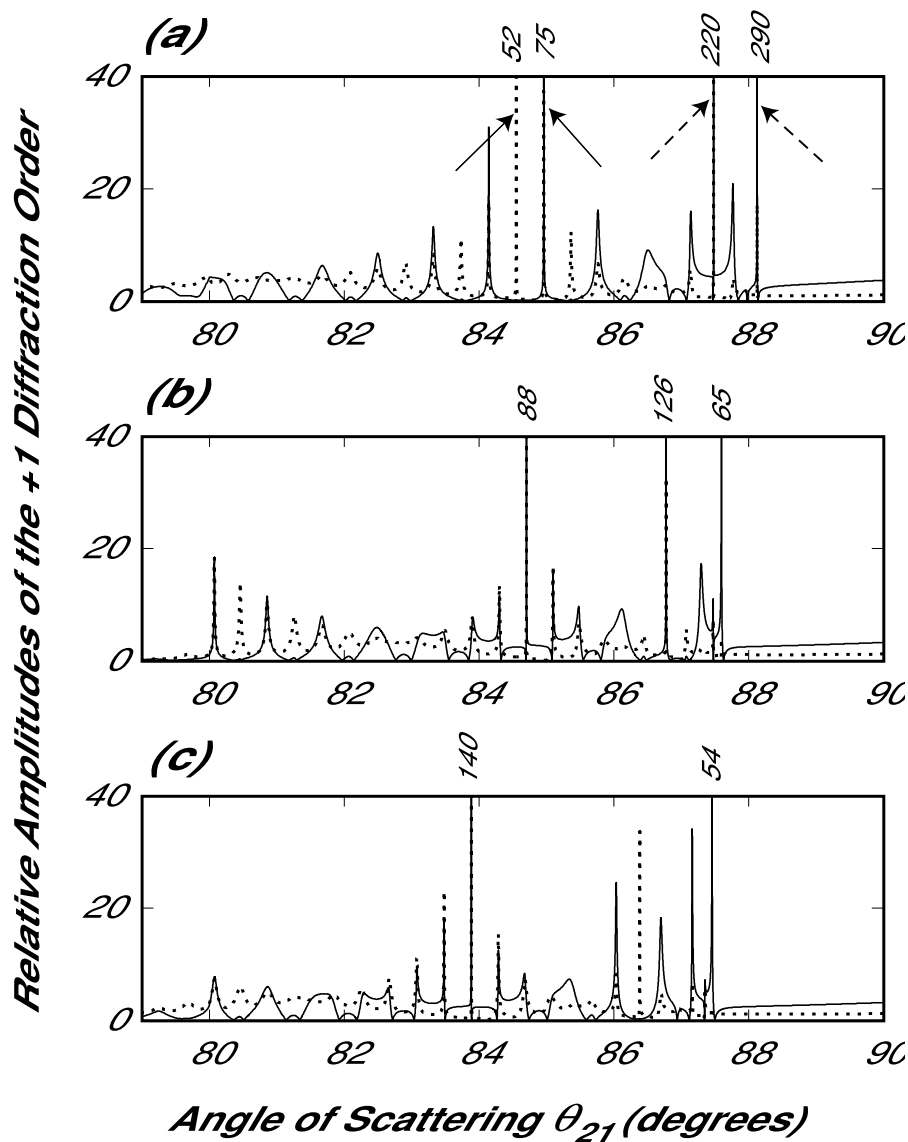 Relative Amplitudes of the +1 Diffraction Order
(a)
52 75 220 290
40
20
0
80 82 84 86 88 90
(b)
88 126 65
40
20
0
80 82 84 86 88 90
(c)
140 54
40
20
0
80 82 84 86 88 90
Angle of Scattering θ21 (degrees)